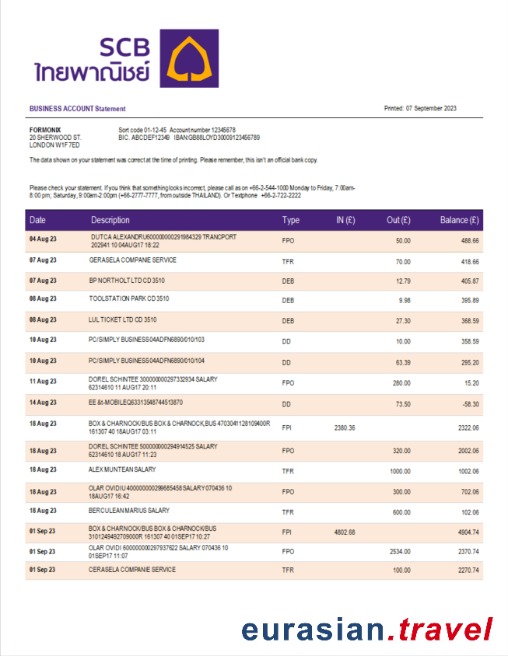 SCB
ไทยพาณิชย์
BUSINESS ACCOUNT Statement
Printed: 07 September 2023
FORMONIX
20 SHERWOOD ST.
LONDON W1F 7ED
Sort code 01-12-45 Account number 12345678
BIC. ABCDEF12349 IBAN:GB88LOYD30009123456789
The data shown on your statement was correct at the time of printing. Please remember, this isn't an official bank copy.
Please check your statement. If you think that something looks incorrect, please call as on +66-2-544-1000 Monday to Friday, 7.00am-
8:00 pm, Saturday, 9:00am-2:00pm (+66-2777-7777, from outside THAILAND). Or Textphone +66-2-722-2222
Date Description Type IN (£) Out (£) Balance (£)
04 Aug 23 DUTCA ALEXANDRU600000000291984329 TRANCPORT FPO 50.00 488.66
202941 10 04AUG17 18:22
07 Aug 23 GERASELA COMPANIE SERVICE TFR 70.00 418.66
07 Aug 23 BP NORTHOLT LTD CD 3510 DEB 12.79 405.87
08 Aug 23 TOOLSTATION PARK CD 3510 DEB 9.98 395.89
08 Aug 23 LUL TICKET LTD CD 3510 DEB 27.30 368.59
10 Aug 23 PC/SIMPLY BUSINESS04ADFN6890/010/103 DD 10.00 358.59
10 Aug 23 PC/SIMPLY BUSINESS04ADFN6890/010/104 DD 63.39 295.20
11 Aug 23 DOREL SCHINTEE 300000000297332934 SALARY FPO 280.00 15.20
62314610 11 AUG17 20:11
14 Aug 23 EE &t-MOBILEQ63313548744513870 DD 73.50 -58.30
18 Aug 23 BOX & CHARNOCK/BUS BOX & CHARNOCK,BUS 4703041128109400R FPI 2380.36 2322.06
161307 40 18AUG17 03:11
18 Aug 23 DOREL SCHINTEE 500000000294914525 SALARY FPO 320.00 2002.06
62314610 18 AUG17 11:23
18 Aug 23 ALEX MUNTEAN SALARY TFR 1000.00 1002.06
18 Aug 23 OLAR OVIDIU 400000000299685458 SALARY 070436 10 FPO 300.00 702.06
18AUG17 16:42
18 Aug 23 BERCULEAN MARIUS SALARY TFR 600.00 102.06
01 Sep 23 BOX & CHARNOCK/BUS BOX & CHARNOCK/BUS FPI 4802.68 4904.74
3101249492709000R 161307 40 01SEP17 10:27
01 Sep 23 OLAR OVIDI 600000000297937622 SALARY 070436 10 FPO 2534.00 2370.74
01SEP17 11:07
01 Sep 23 CERASELA COMPANIE SERVICE TFR 100.00 2270.74
eurasian.travel